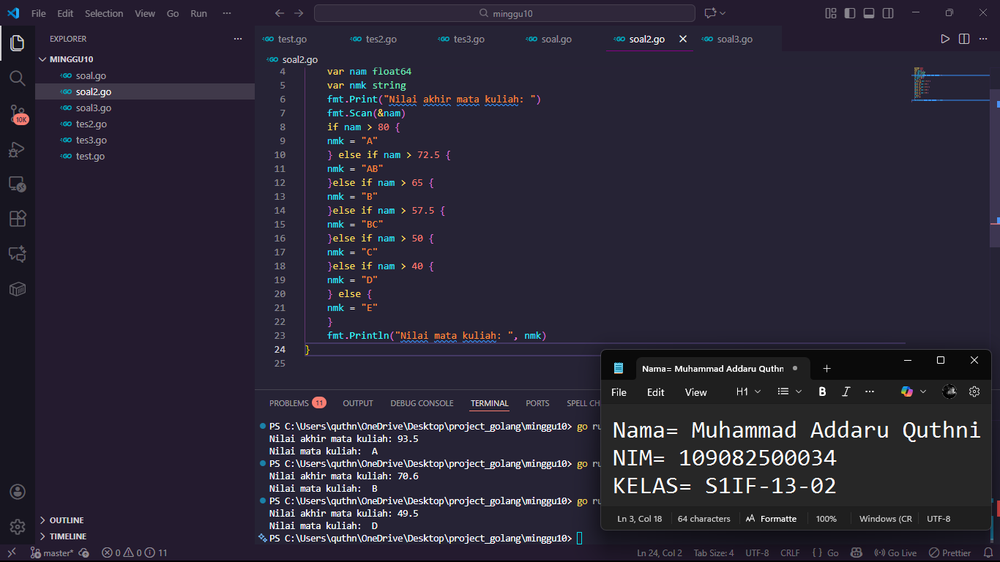 File Edit Selection View Go Run ··· minggu10
EXPLORER ···
MINGGU10
soal.go
soal2.go
soal3.go
tes2.go
tes3.go
test.go
10K
OUTLINE
TIMELINE
test.go tes2.go tes3.go soal.go soal2.go soal3.go
soal2.go
4 var nam float64
5 var nmk string
6 fmt.Print("Nilai akhir mata kuliah: ")
7 fmt.Scan(&nam)
8 if nam > 80 {
9 nmk = "A"
10 } else if nam > 72.5 {
11 nmk = "AB"
12 }else if nam > 65 {
13 nmk = "B"
14 }else if nam > 57.5 {
15 nmk = "BC"
16 }else if nam > 50 {
17 nmk = "C"
18 }else if nam > 40 {
19 nmk = "D"
20 } else {
21 nmk = "E"
22 }
23 fmt.Println("Nilai mata kuliah: ", nmk)
24 }
25
PROBLEMS 11 OUTPUT DEBUG CONSOLE TERMINAL PORTS SPELL CH
PS C:\Users\quthn\OneDrive\Desktop\project_golang\minggu10> go ru
Nilai akhir mata kuliah: 93.5
Nilai mata kuliah:  A
PS C:\Users\quthn\OneDrive\Desktop\project_golang\minggu10> go ru
Nilai akhir mata kuliah: 70.6
Nilai mata kuliah:  B
PS C:\Users\quthn\OneDrive\Desktop\project_golang\minggu10> go ru
Nilai akhir mata kuliah: 49.5
Nilai mata kuliah:  D
PS C:\Users\quthn\OneDrive\Desktop\project_golang\minggu10>
Nama= Muhammad Addaru Quthn
File Edit View H1 B I ···
Nama= Muhammad Addaru Quthni
NIM= 109082500034
KELAS= S1IF-13-02
Ln 3, Col 18 64 characters Formatte 100% Windows (CR UTF-8
master* 0 0 11 Ln 24, Col 2 Tab Size: 4 UTF-8 CRLF { } Go Go Live Prettier